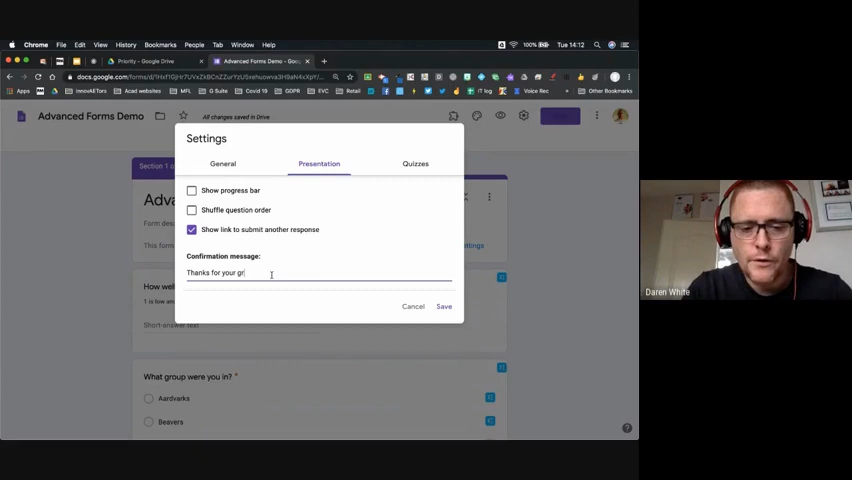 Chrome File Edit View History Bookmarks People Tab Window Help 100% Tue 14:12
Priority - Google Drive Advanced Forms Demo - Goo
docs.google.com
Apps InnovAETors Acad websites PFL G Suite Covid 19 GDPR EVC Retail IT log Voice Rec Other Bookmarks
Advanced Forms Demo All changes saved in Drive
Settings
General Presentation Quizzes
Section 1
Show progress bar
Adva
Shuffle question order
Form des
Show link to submit another response
This form
ettings
Confirmation message:
Thanks for your gr
How well
1 is low an
Cancel Save
Short-answer text
Daren White
What group were you in? *
Aardvarks
Beavers